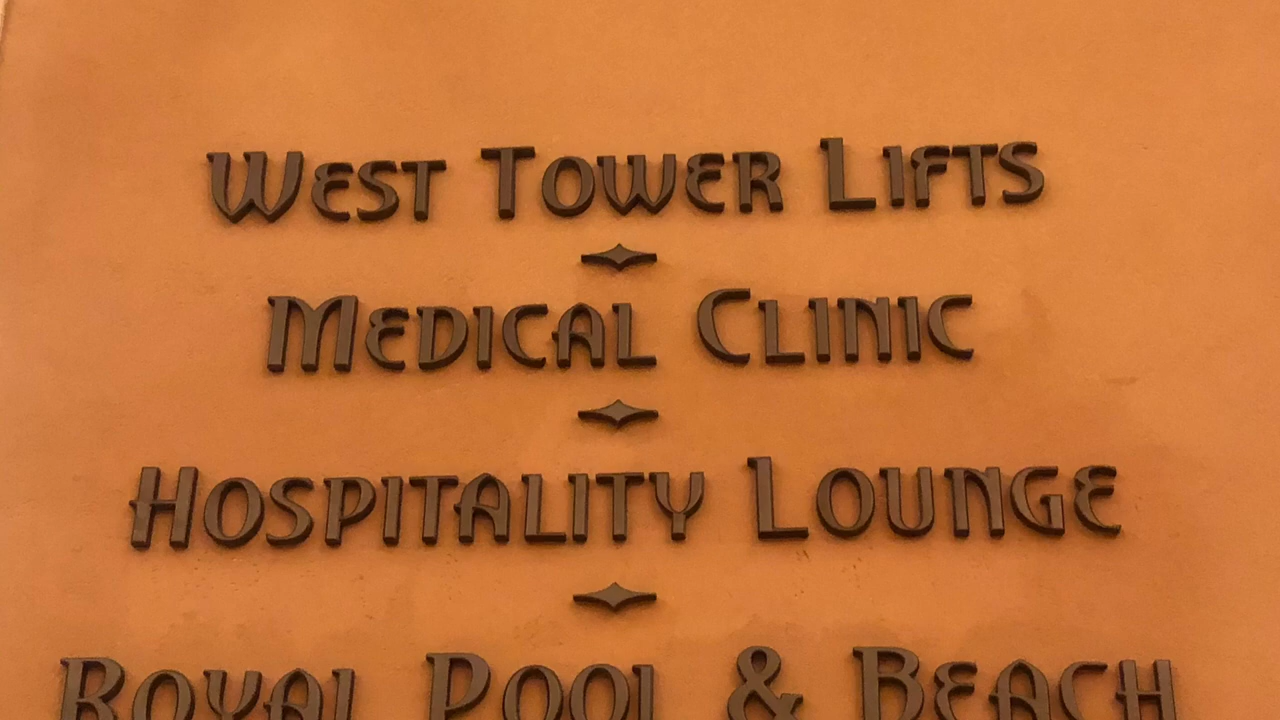 West Tower Lifts
Medical Clinic
Hospitality Lounge
Royal Pool & Beach